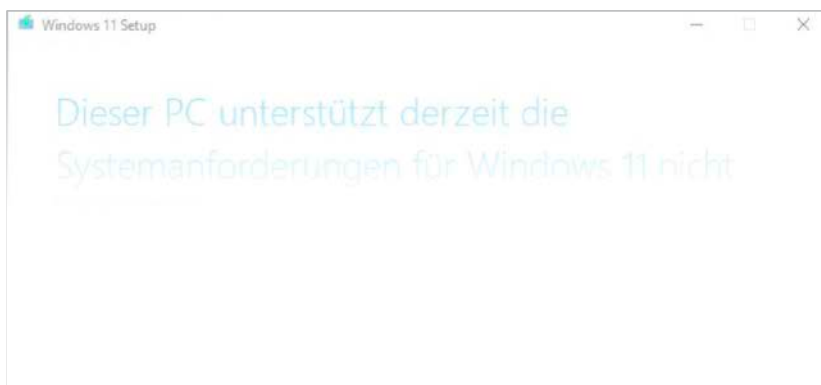 Windows 11 Setup
Dieser PC unterstützt derzeit die
Systemanforderungen für Windows 11 nicht